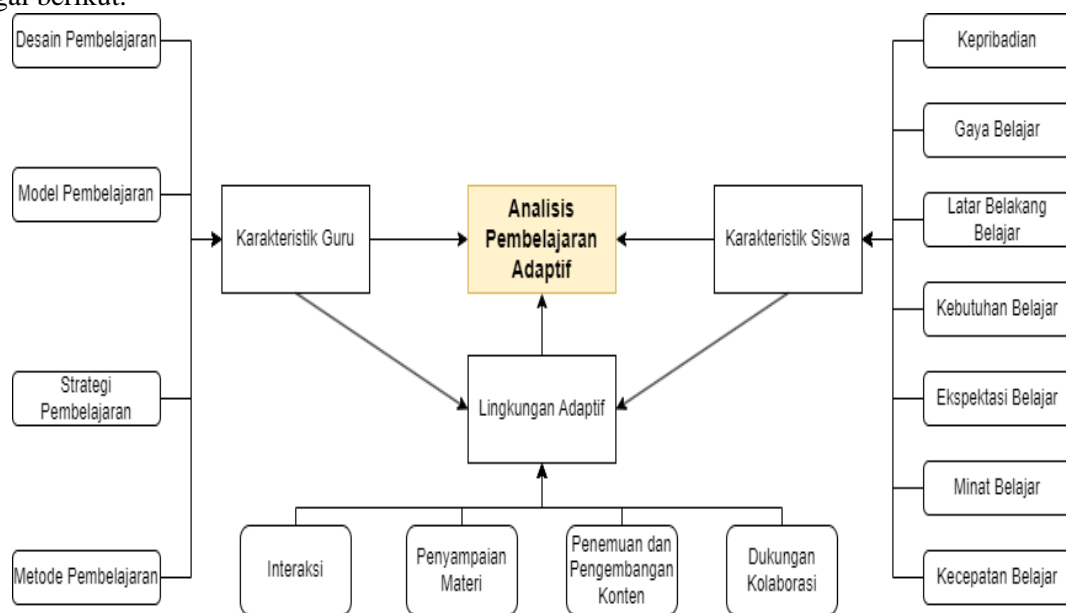 gai berikut:
Desain Pembelajaran
Model Pembelajaran
Strategi
Pembelajaran
Metode Pembelajaran
Karakteristik Guru
Analisis
Pembelajaran
Adaptif
Karakteristik Siswa
Lingkungan Adaptif
Interaksi
Penyampaian
Materi
Penemuan dan
Pengembangan
Konten
Dukungan
Kolaborasi
Kepribadian
Gaya Belajar
Latar Belakang
Belajar
Kebutuhan Belajar
Ekspektasi Belajar
Minat Belajar
Kecepatan Belajar